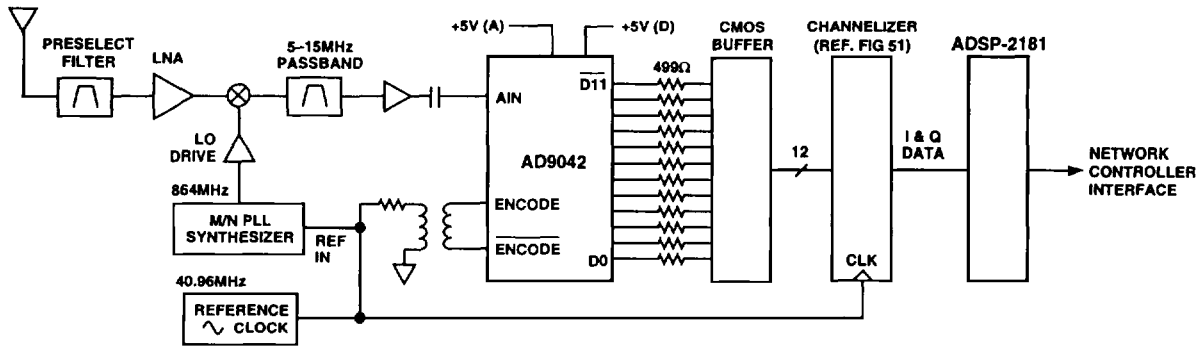 PRESELECT
FILTER
LNA
5–15MHz
PASSBAND
LO
DRIVE
864MHz
M/N PLL
SYNTHESIZER
REF
IN
40.96MHz
REFERENCE
CLOCK
+5V (A)
+5V (D)
AIN
D11
AD9042
ENCODE
ENCODE
D0
499Ω
CMOS
BUFFER
12
CHANNELIZER
(REF. FIG 51)
CLK
I & Q
DATA
ADSP-2181
NETWORK
CONTROLLER
INTERFACE